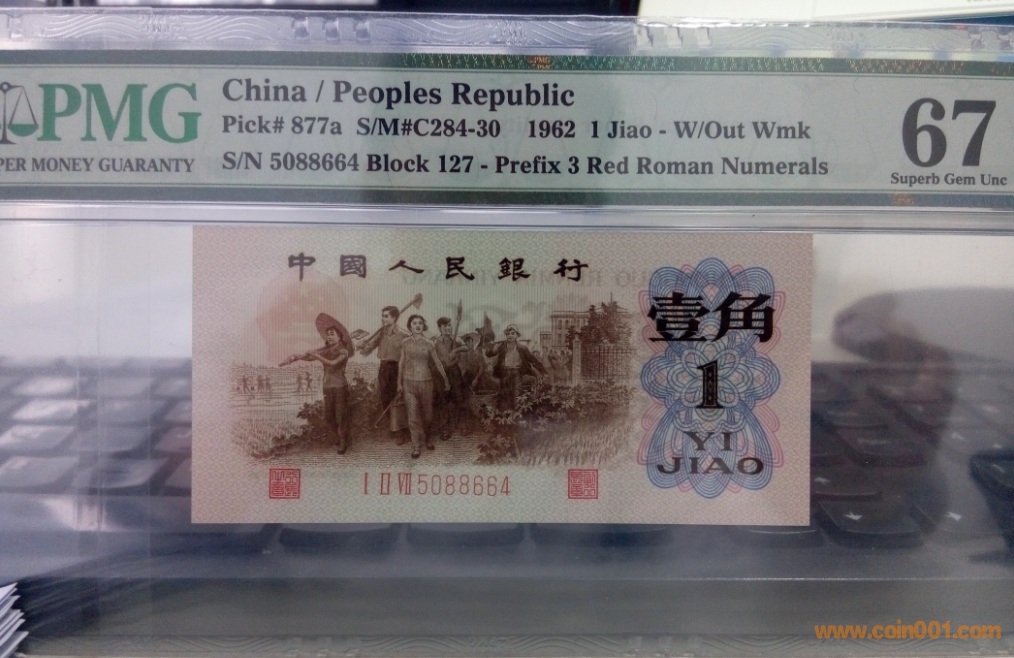 PMG
PER MONEY GUARANTY
China / Peoples Republic
Pick# 877a S/M#C284-30 1962 1 Jiao - W/Out Wmk
S/N 5088664 Block 127 - Prefix 3 Red Roman Numerals
67
Superb Gem Unc
中國人民銀行
壹角
1
YI
JIAO
I II VII 5088664
www.coin001.com